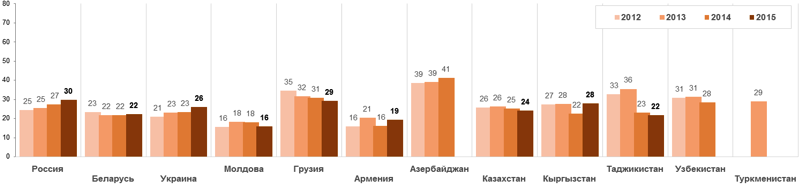 80
70
60
50
40
30
20
10
0
2012 2013 2014 2015
25 25 27 30
23 22 22 22
21 23 23 26
16 18 18 16
35 32 31 29
16 21 16 19
39 39 41
26 26 25 24
27 28 22 28
33 36 23 22
31 31 28
29
Россия
Беларусь
Украина
Молдова
Грузия
Армения
Азербайджан
Казахстан
Кыргызстан
Таджикистан
Узбекистан
Туркменистан